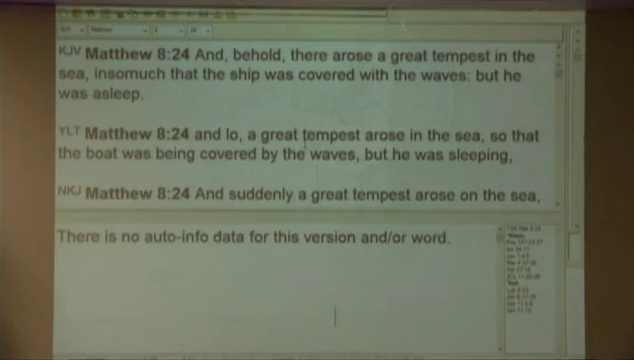 KJV Matthew 8:24 And, behold, there arose a great tempest in the
sea, insomuch that the ship was covered with the waves: but he
was asleep.
YLT Matthew 8:24 and lo, a great tempest arose in the sea, so that
the boat was being covered by the waves, but he was sleeping,
NKJ Matthew 8:24 And suddenly a great tempest arose on the sea,
There is no auto-info data for this version and/or word.